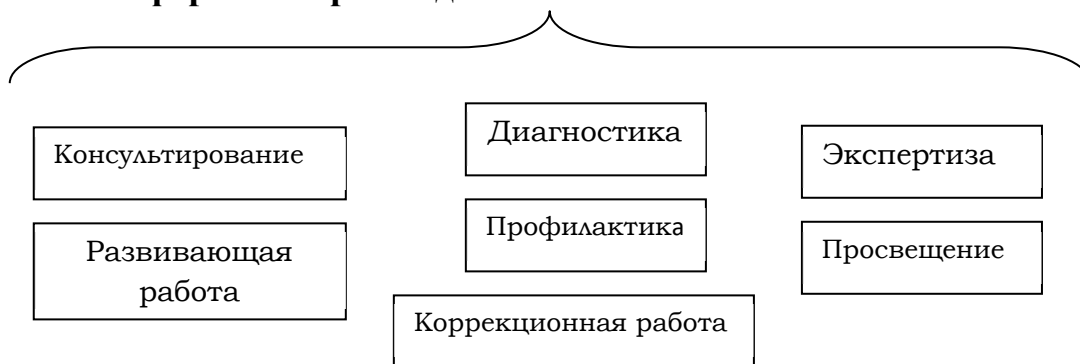 Консультирование
Диагностика
Экспертиза
Развивающая
работа
Профилактика
Просвещение
Коррекционная работа